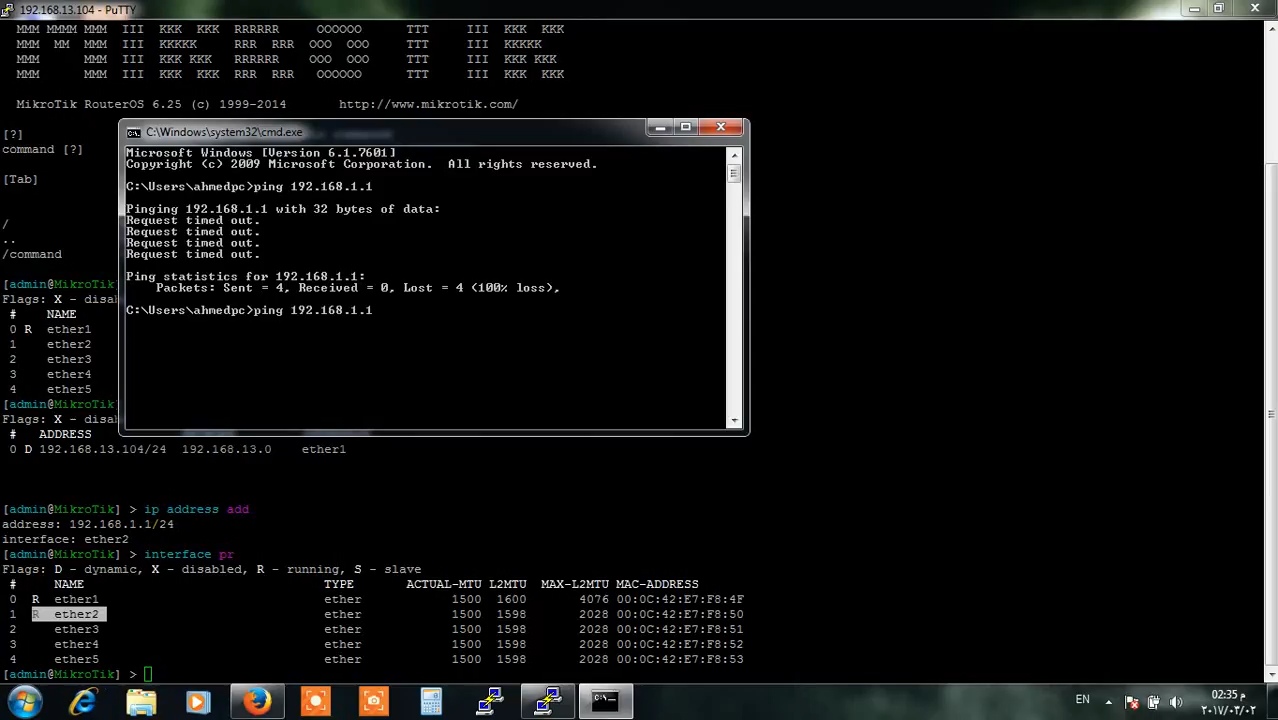 192.168.13.104 - PuTTY
MMM MMMM MMM III KKK KKK RRRRRR OOOOOO TTT III KKK KKK
MMM MM MMM III KKKKK RRR RRR OOO OOO TTT III KKKKK
MMM MMM III KKK KKK RRRRRR OOO OOO TTT III KKK KKK
MMM MMM III KKK KKK RRR RRR OOOOOO TTT III KKK KKK
MikroTik RouterOS 6.25 (c) 1999-2014 http://www.mikrotik.com/
[?]
command [?]
[Tab]
/
..
/command
[admin@MikroTik]
Flags: X - disa
# NAME
0 R ether1
1 ether2
2 ether3
3 ether4
4 ether5
[admin@MikroTik]
Flags: X - disa
# ADDRESS
0 D 192.168.13.104/24 192.168.13.0 ether1
[admin@MikroTik] > ip address add
address: 192.168.1.1/24
interface: ether2
[admin@MikroTik] > interface pr
Flags: D - dynamic, X - disabled, R - running, S - slave
# NAME TYPE ACTUAL-MTU L2MTU MAX-L2MTU MAC-ADDRESS
0 R ether1 ether 1500 1600 4076 00:0C:42:E7:F8:4F
1 R ether2 ether 1500 1598 2028 00:0C:42:E7:F8:50
2 ether3 ether 1500 1598 2028 00:0C:42:E7:F8:51
3 ether4 ether 1500 1598 2028 00:0C:42:E7:F8:52
4 ether5 ether 1500 1598 2028 00:0C:42:E7:F8:53
[admin@MikroTik] >
C:\Windows\system32\cmd.exe
Microsoft Windows [Version 6.1.7601]
Copyright (c) 2009 Microsoft Corporation. All rights reserved.
C:\Users\ahmedpc>ping 192.168.1.1
Pinging 192.168.1.1 with 32 bytes of data:
Request timed out.
Request timed out.
Request timed out.
Request timed out.
Ping statistics for 192.168.1.1:
Packets: Sent = 4, Received = 0, Lost = 4 (100% loss),
C:\Users\ahmedpc>ping 192.168.1.1
EN
02:35 م
٢٠١٧/٠٣/٠٢